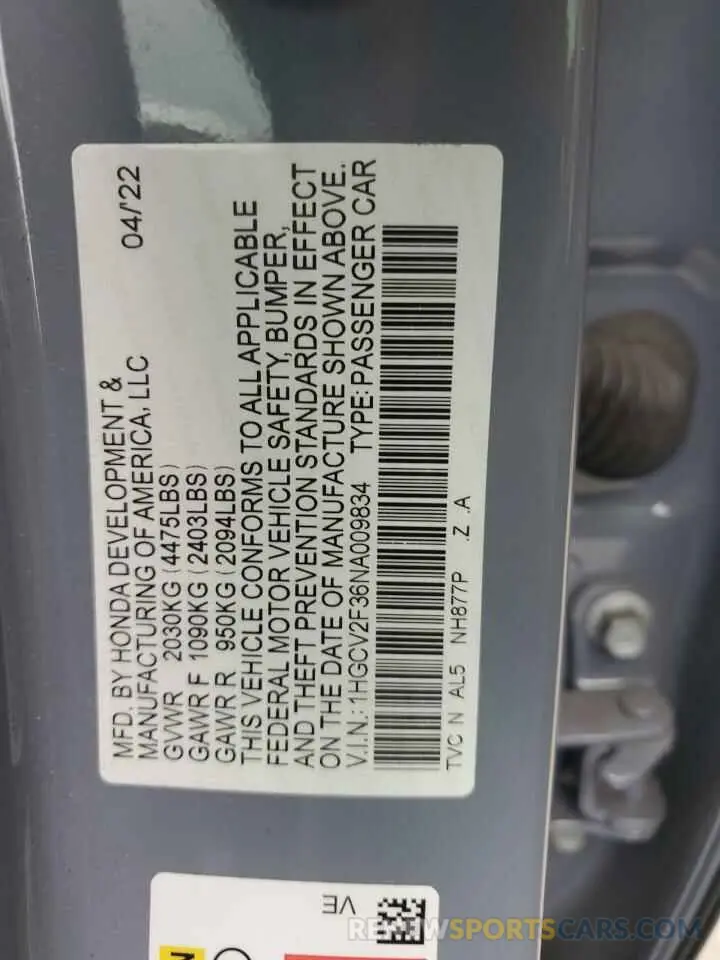 MFD. BY HONDA DEVELOPMENT & 04/'22
MANUFACTURING OF AMERICA, LLC
GVWR 2030KG (4475LBS)
GAWR F 1090KG (2403LBS)
GAWR R 950KG (2094LBS)
THIS VEHICLE CONFORMS TO ALL APPLICABLE
FEDERAL MOTOR VEHICLE SAFETY, BUMPER,
AND THEFT PREVENTION STANDARDS IN EFFECT
ON THE DATE OF MANUFACTURE SHOWN ABOVE.
V.I.N.: 1HGCV2F36NA009834 TYPE: PASSENGER CAR
TVC N AL5 NH877P .Z .A
VE
REVIEWSPORTSCARS.COM